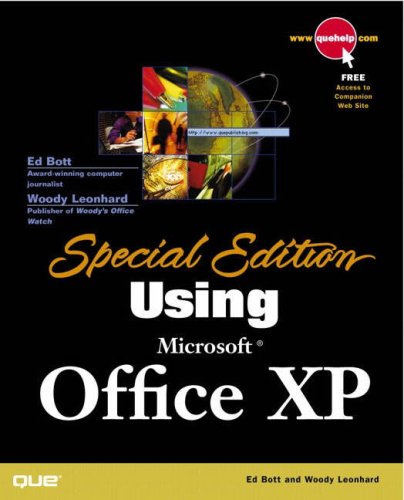 www.quehelp.com
FREE
Access to
Companion
Web Site
http://www.quepublishing.com
Ed Bott
Award-winning computer
journalist
Woody Leonhard
Publisher of Woody's Office
Watch
Special Edition
Using
Microsoft®
Office XP
que®
Ed Bott and Woody Leonhard